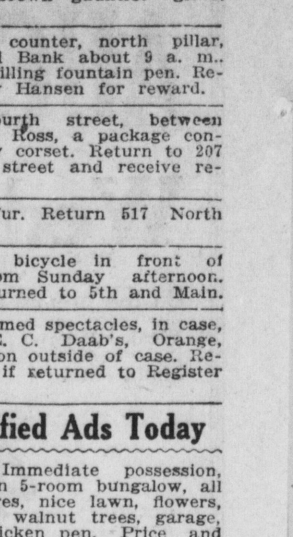 counter, north pillar,
Bank about 9 a. m..
illing fountain pen. Re-
Hansen for reward.
ourth street, between
Ross, a package con-
corset. Return to 207
street and receive re-
fur. Return 517 North
bicycle in front of
om Sunday afternoon.
urned to 5th and Main.
med spectacles, in case,
C. Daab's, Orange,
on outside of case. Re-
if returned to Register
fied Ads Today
Immediate possession,
n 5-room bungalow, all
es, nice lawn, flowers,
walnut trees, garage,
icken pen. Price and